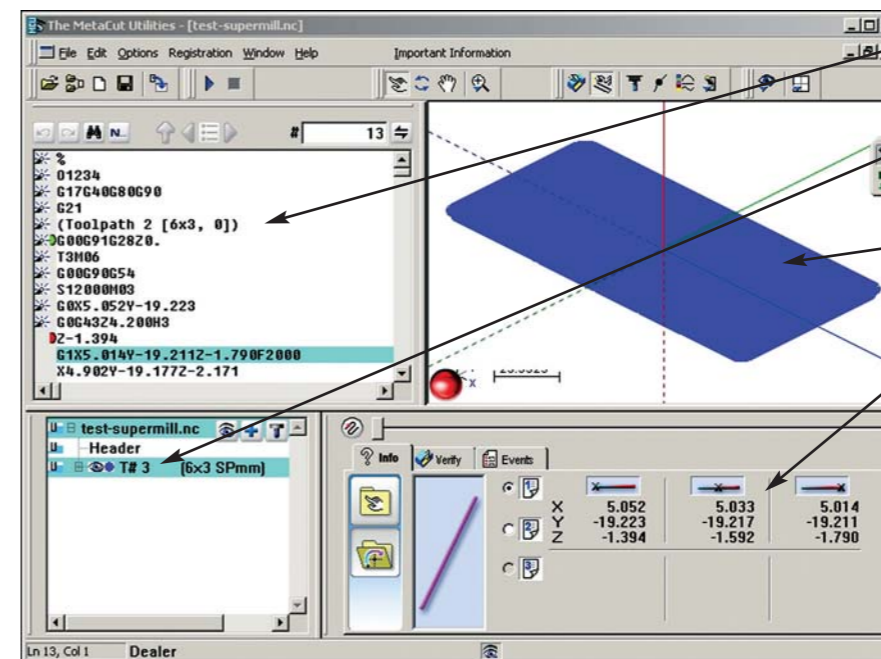 The MetaCut Utilities - [test-supermill.nc]
File Edit Options Registration Window Help Important Information
N...
# 13
%
O1234
G17G40G80G90
G21
(Toolpath 2 [6x3, 0])
G00G91G28Z0.
T3M06
G00G90G54
S12000M03
G0X5.052Y-19.223
G0G43Z4.200H3
Z-1.394
G1X5.014Y-19.211Z-1.790F2000
X4.902Y-19.177Z-2.171
x
test-supermill.nc
Header
T# 3 (6x3 SPmm)
Info Verify Events
1
2
3
X 5.052 5.033 5.014
Y -19.223 -19.217 -19.211
Z -1.394 -1.592 -1.790
Ln 13, Col 1 Dealer